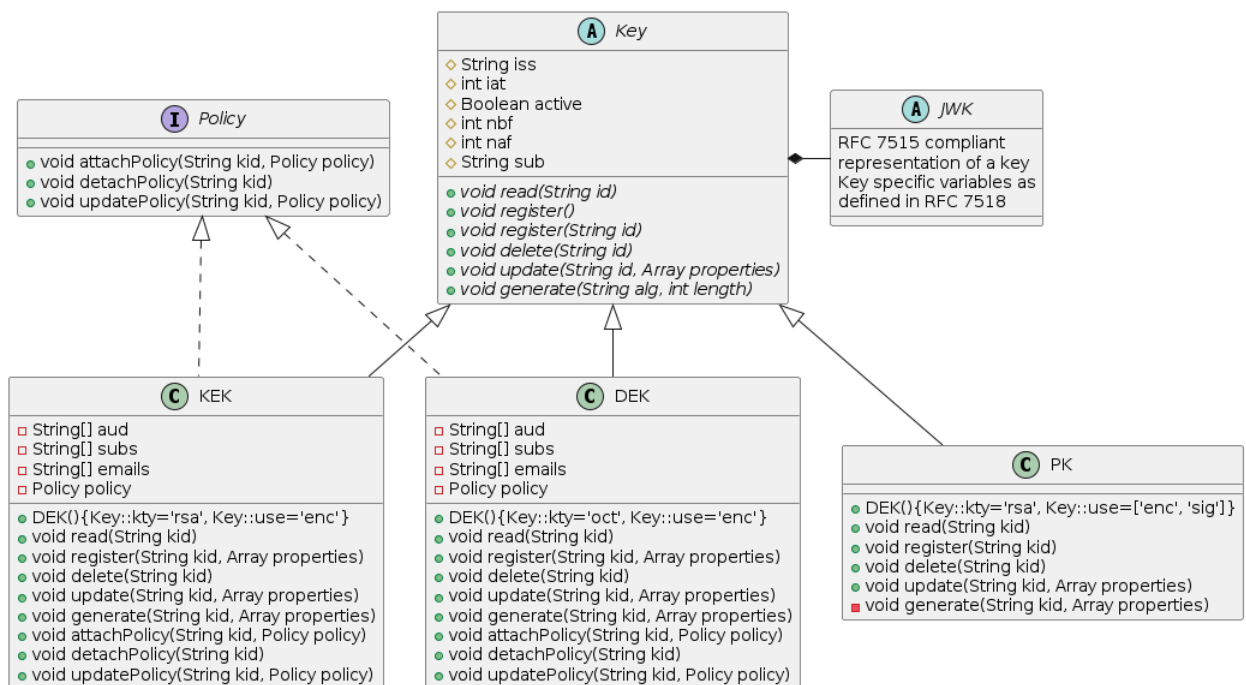 A Key
String iss
int iat
Boolean active
int nbf
int naf
String sub
void read(String id)
void register()
void register(String id)
void delete(String id)
void update(String id, Array properties)
void generate(String alg, int length)
I Policy
void attachPolicy(String kid, Policy policy)
void detachPolicy(String kid)
void updatePolicy(String kid, Policy policy)
A JWK
RFC 7515 compliant
representation of a key
Key specific variables as
defined in RFC 7518
C KEK
String[] aud
String[] subs
String[] emails
Policy policy
DEK(){Key::kty='rsa', Key::use='enc'}
void read(String kid)
void register(String kid, Array properties)
void delete(String kid)
void update(String kid, Array properties)
void generate(String kid, Array properties)
void attachPolicy(String kid, Policy policy)
void detachPolicy(String kid)
void updatePolicy(String kid, Policy policy)
C DEK
String[] aud
String[] subs
String[] emails
Policy policy
DEK(){Key::kty='oct', Key::use='enc'}
void read(String kid)
void register(String kid, Array properties)
void delete(String kid)
void update(String kid, Array properties)
void generate(String kid, Array properties)
void attachPolicy(String kid, Policy policy)
void detachPolicy(String kid)
void updatePolicy(String kid, Policy policy)
C PK
DEK(){Key::kty='rsa', Key::use=['enc', 'sig']}
void read(String kid)
void register(String kid)
void delete(String kid)
void update(String kid, Array properties)
void generate(String kid, Array properties)